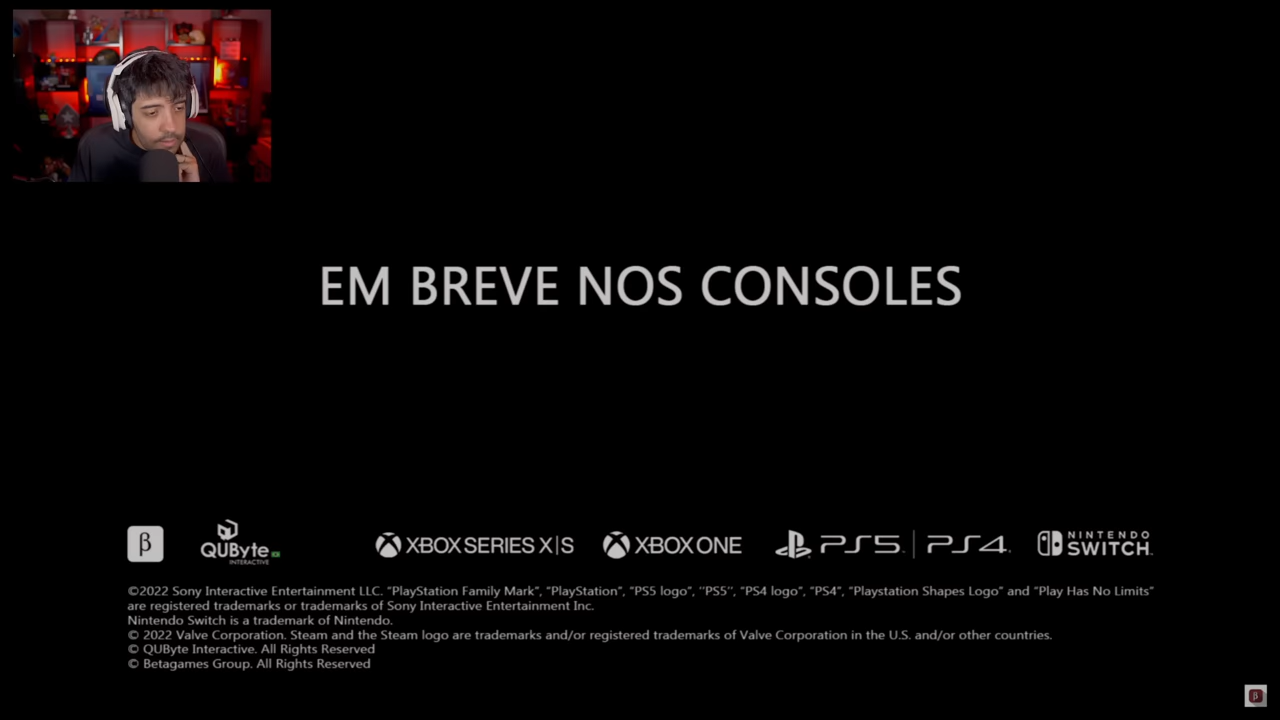 EM BREVE NOS CONSOLES
β QUByte INTERACTIVE XBOX SERIES X|S XBOX ONE PS5 | PS4 NINTENDO SWITCH
©2022 Sony Interactive Entertainment LLC. "PlayStation Family Mark", "PlayStation", "PS5 logo", "PS5", "PS4 logo", "PS4", "Playstation Shapes Logo" and "Play Has No Limits"
are registered trademarks or trademarks of Sony Interactive Entertainment Inc.
Nintendo Switch is a trademark of Nintendo.
© 2022 Valve Corporation. Steam and the Steam logo are trademarks and/or registered trademarks of Valve Corporation in the U.S. and/or other countries.
© QUByte Interactive. All Rights Reserved
© Betagames Group. All Rights Reserved
β